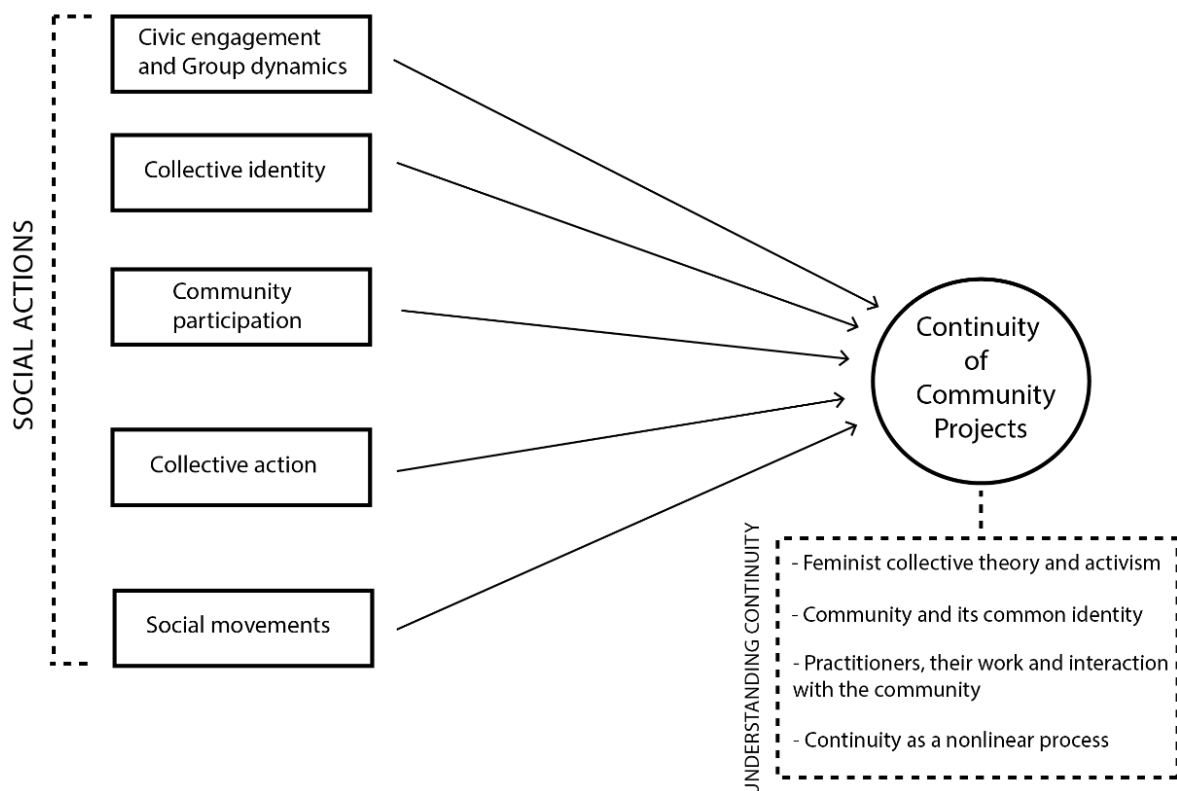 SOCIAL ACTIONS
Civic engagement
and Group dynamics
Collective identity
Community
participation
Collective action
Social movements
Continuity
of
Community
Projects
UNDERSTANDING CONTINUITY
- Feminist collective theory and activism
- Community and its common identity
- Practitioners, their work and interaction
with the community
- Continuity as a nonlinear process